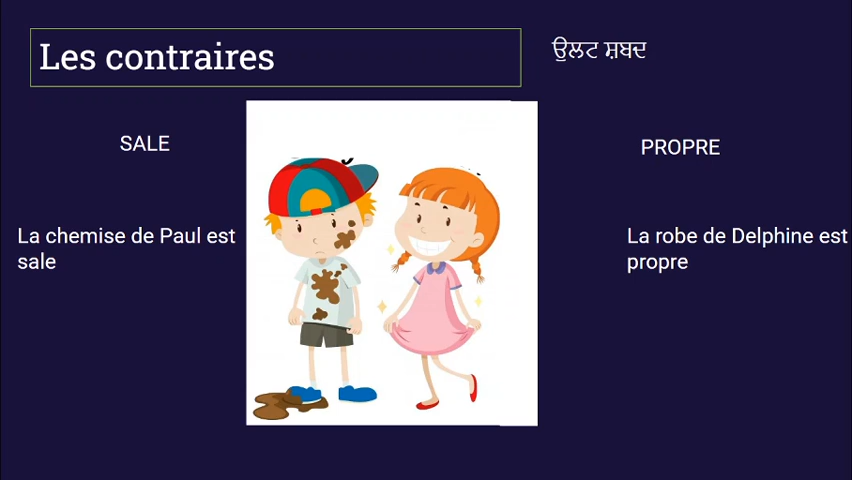 Les contraires
ਉਲਟ ਸ਼ਬਦ
SALE
PROPRE
La chemise de Paul est
sale
La robe de Delphine est
propre